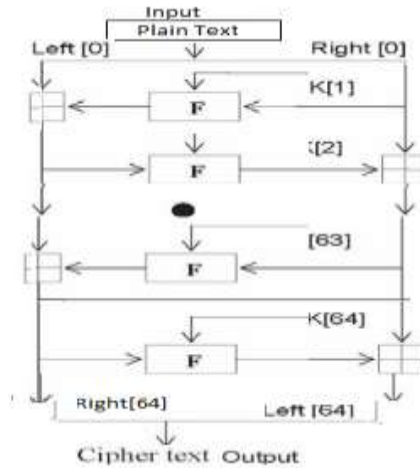 Input
Plain Text
Left [0]
Right [0]
K[1]
F
K[2]
F
[63]
F
K[64]
F
Right[64]
Left [64]
Cipher text Output